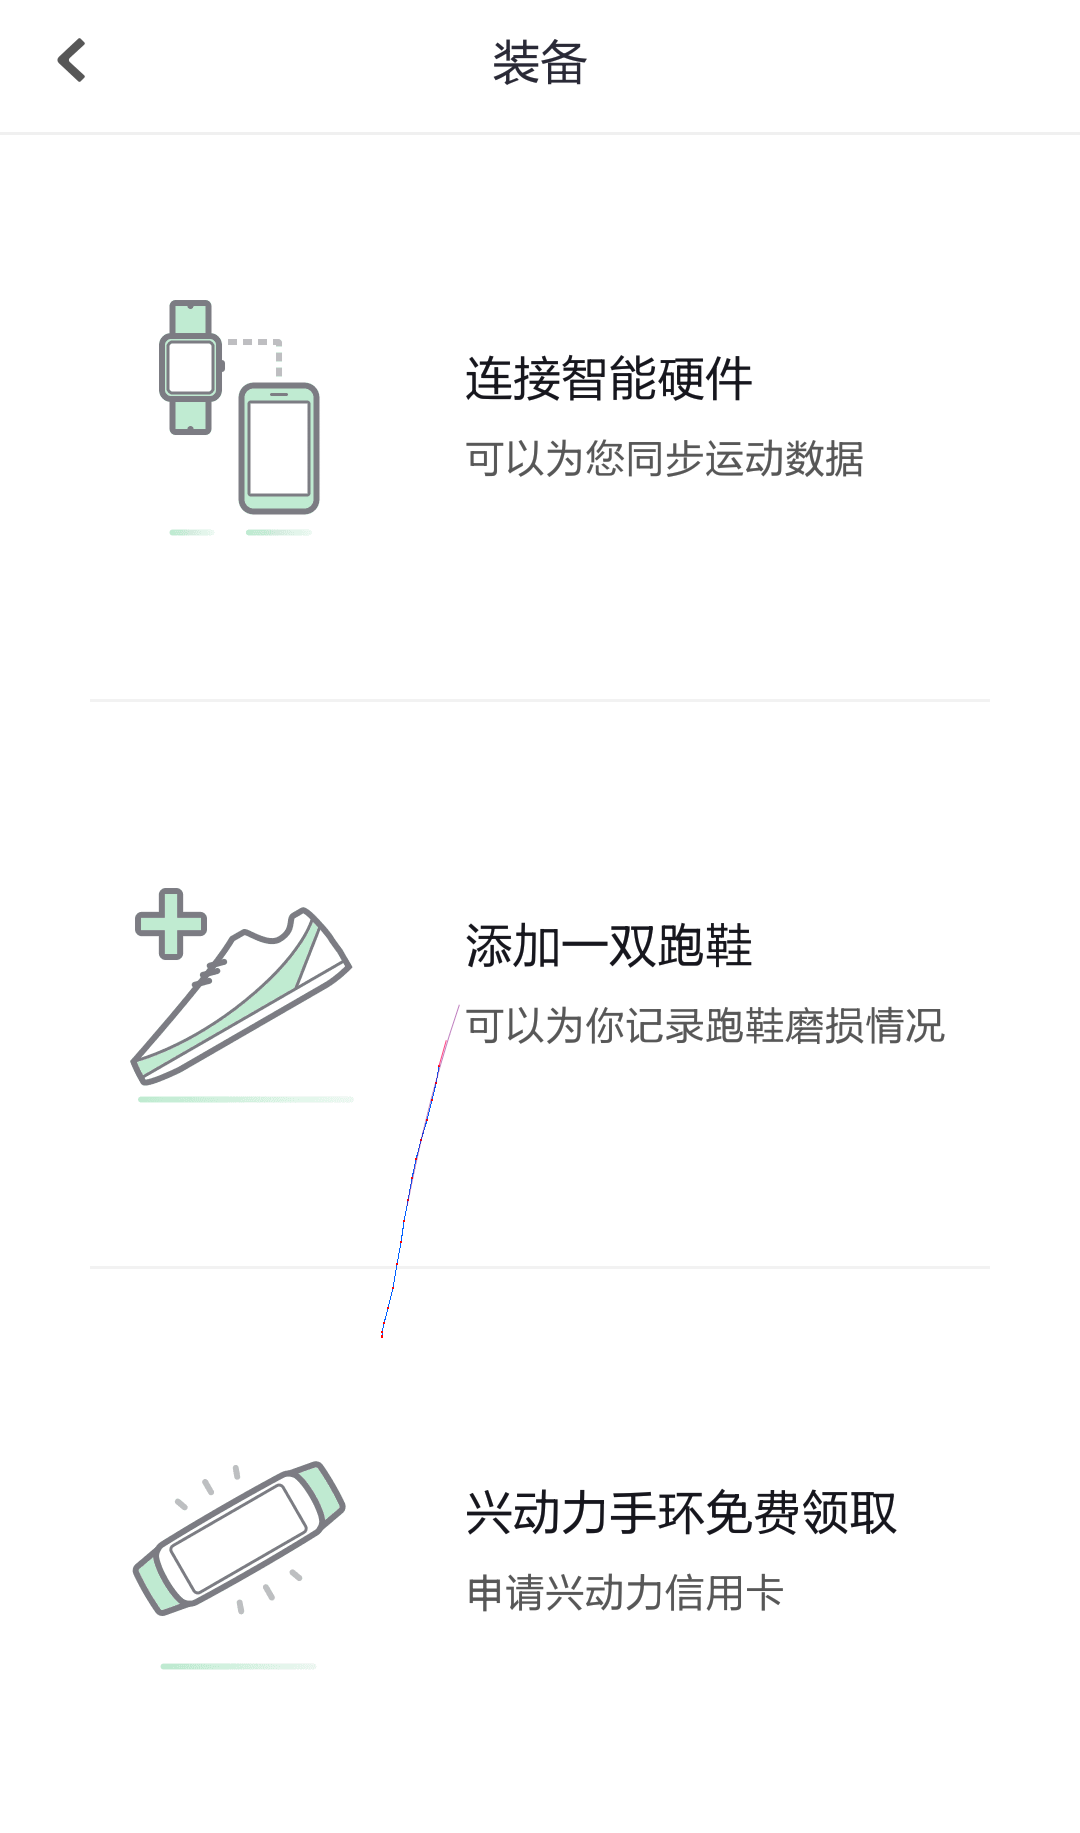 装备
连接智能硬件
可以为您同步运动数据
添加一双跑鞋
可以为你记录跑鞋磨损情况
兴动力手环免费领取
申请兴动力信用卡